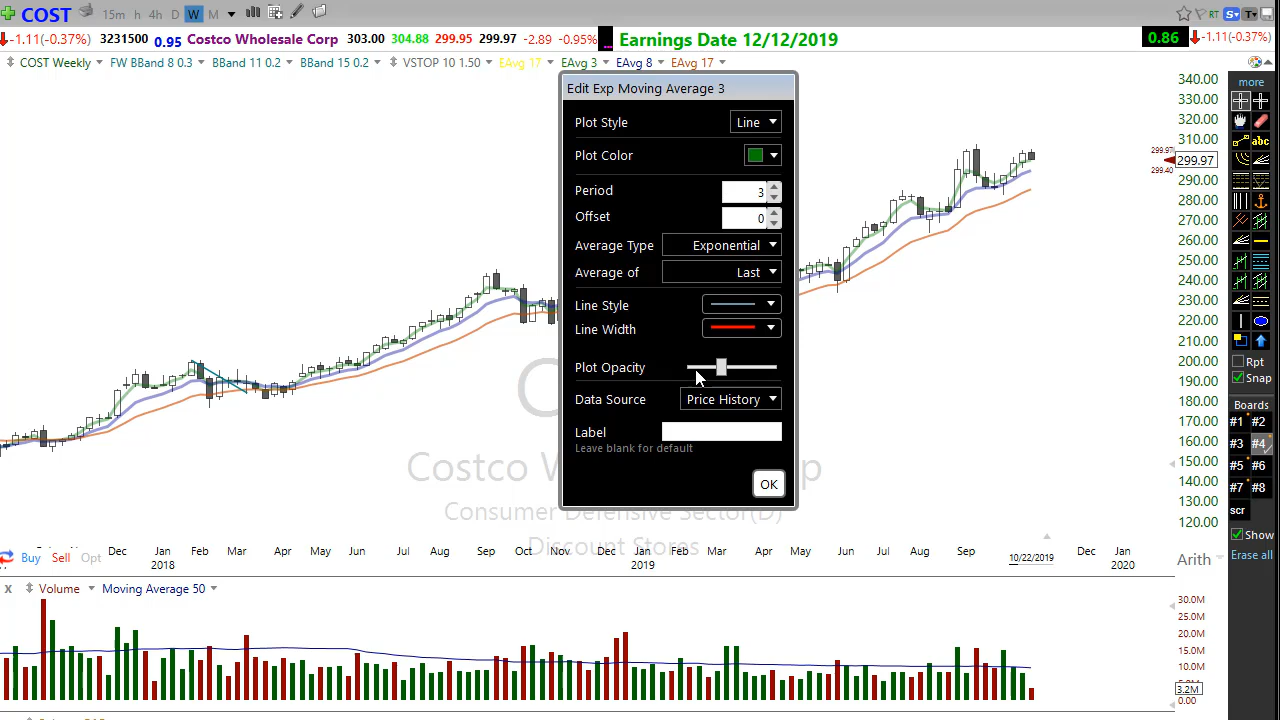 COST 15m h 4h D W M
RT S T
-1.11(-0.37%) 3231500 0.95 Costco Wholesale Corp 303.00 304.88 299.95 299.97 -2.89 -0.95% Earnings Date 12/12/2019 0.86 -1.11(-0.37%)
COST Weekly FW BBand 8 0.3 BBand 11 0.2 BBand 15 0.2 VSTOP 10 1.50 EAvg 17 EAvg 3 EAvg 8 EAvg 17
Edit Exp Moving Average 3
Plot Style Line
Plot Color
Period 3
Offset 0
Average Type Exponential
Average of Last
Line Style
Line Width
Plot Opacity
Data Source Price History
Label
Leave blank for default
OK
340.00
330.00
320.00
310.00
299.97
299.97
299.40
290.00
280.00
270.00
260.00
250.00
240.00
230.00
220.00
210.00
200.00
190.00
180.00
170.00
160.00
150.00
140.00
130.00
120.00
more
abc
Rpt
Snap
Boards
#1 #2
#3 #4
#5 #6
#7 #8
scr
Show
Erase all
C
Costco W p
Consumer Defensive Sector(D)
Discount Stores
Buy Sell Opt
Dec Jan Feb Mar Apr May Jun Jul Aug Sep Oct Nov Dec Jan Feb Mar Apr May Jun Jul Aug Sep 10/22/2019 Dec Jan
2018 2019 2020
Arith
X Volume Moving Average 50
30.0M
25.0M
20.0M
15.0M
10.0M
3.2M
0.00